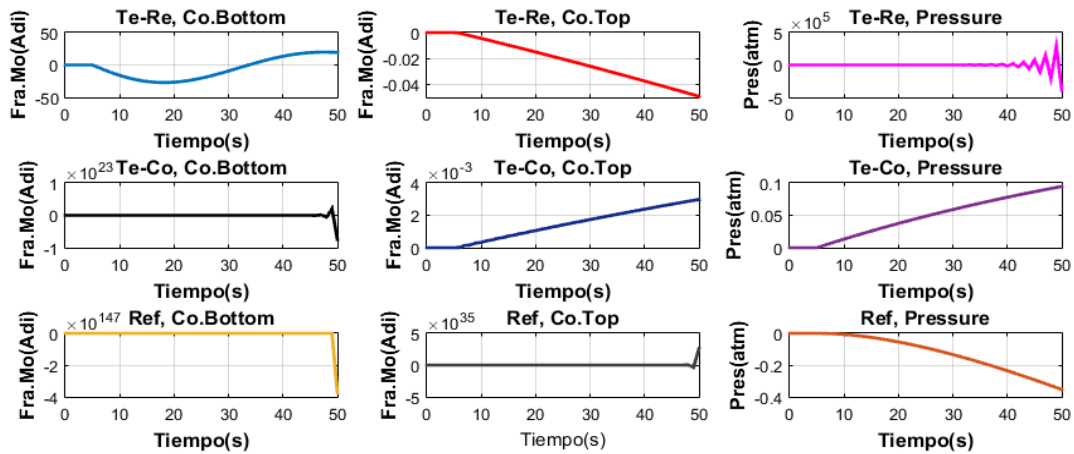 Te-Re, Co.Bottom
Fra.Mo(Adi)
50
0
-50
0 10 20 30 40 50
Tiempo(s)
Te-Re, Co.Top
Fra.Mo(Adi)
0
-0.02
-0.04
0 10 20 30 40 50
Tiempo(s)
×10^5 Te-Re, Pressure
Pres(atm)
5
0
-5
0 10 20 30 40 50
Tiempo(s)
×10^23 Te-Co, Co.Bottom
Fra.Mo(Adi)
1
0
-1
0 10 20 30 40 50
Tiempo(s)
×10^-3 Te-Co, Co.Top
Fra.Mo(Adi)
4
2
0
0 10 20 30 40 50
Tiempo(s)
Te-Co, Pressure
Pres(atm)
0.1
0.05
0
0 10 20 30 40 50
Tiempo(s)
×10^147 Ref, Co.Bottom
Fra.Mo(Adi)
0
-2
-4
0 10 20 30 40 50
Tiempo(s)
×10^35 Ref, Co.Top
Fra.Mo(Adi)
5
0
-5
0 10 20 30 40 50
Tiempo(s)
Ref, Pressure
Pres(atm)
0
-0.2
-0.4
0 10 20 30 40 50
Tiempo(s)